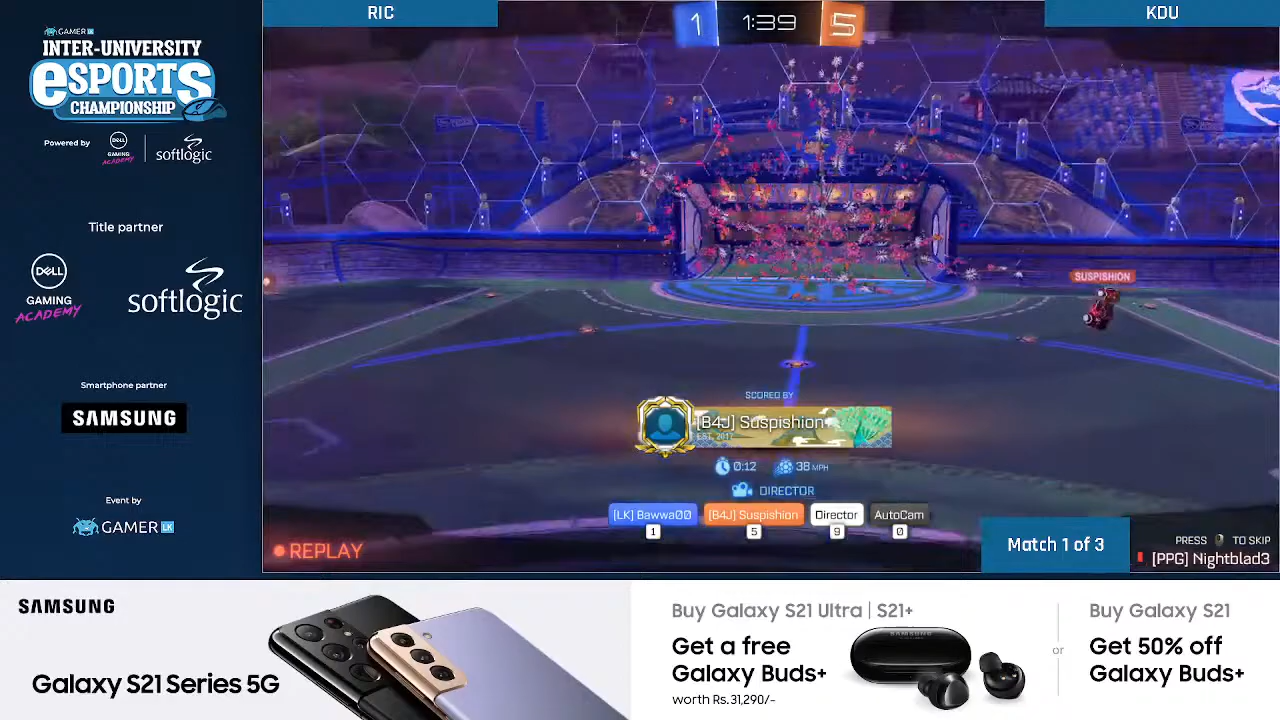 GAMER LK
INTER-UNIVERSITY
eSPORTS
CHAMPIONSHIP
Powered by
DELL
GAMING
ACADEMY
softlogic
Title partner
DELL
GAMING
ACADEMY
softlogic
Smartphone partner
SAMSUNG
Event by
GAMER LK
RIC
1
1:39
5
KDU
SUSPISHION
SCORED BY
[B4J] Suspishion
EST. 2017
0:12
38 MPH
DIRECTOR
[LK] Bawwa00
[B4J] Suspishion
Director
AutoCam
1
5
9
0
REPLAY
Match 1 of 3
PRESS TO SKIP
[PPG] Nightblad3
SAMSUNG
Galaxy S21 Series 5G
Buy Galaxy S21 Ultra | S21+
Get a free
Galaxy Buds+
worth Rs. 31,290/-
SAMSUNG
or
Buy Galaxy S21
Get 50% off
Galaxy Buds+